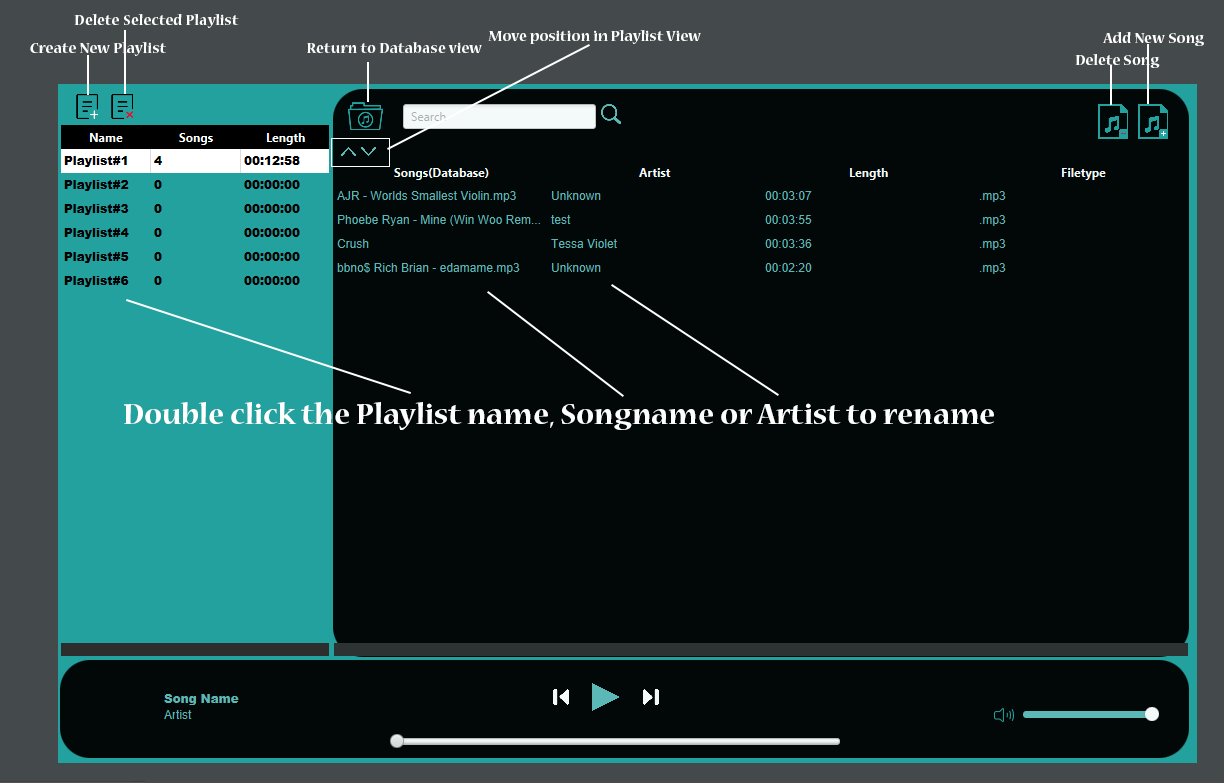 Delete Selected Playlist
Create New Playlist
Return to Database view
Move position in Playlist View
Add New Song
Delete Song
Search
Name Songs Length
Playlist#1 4 00:12:58
Playlist#2 0 00:00:00
Playlist#3 0 00:00:00
Playlist#4 0 00:00:00
Playlist#5 0 00:00:00
Playlist#6 0 00:00:00
Songs(Database) Artist Length Filetype
AJR - Worlds Smallest Violin.mp3 Unknown 00:03:07 .mp3
Phoebe Ryan - Mine (Win Woo Rem... test 00:03:55 .mp3
Crush Tessa Violet 00:03:36 .mp3
bbno$ Rich Brian - edamame.mp3 Unknown 00:02:20 .mp3
Double click the Playlist name, Songname or Artist to rename
Song Name
Artist